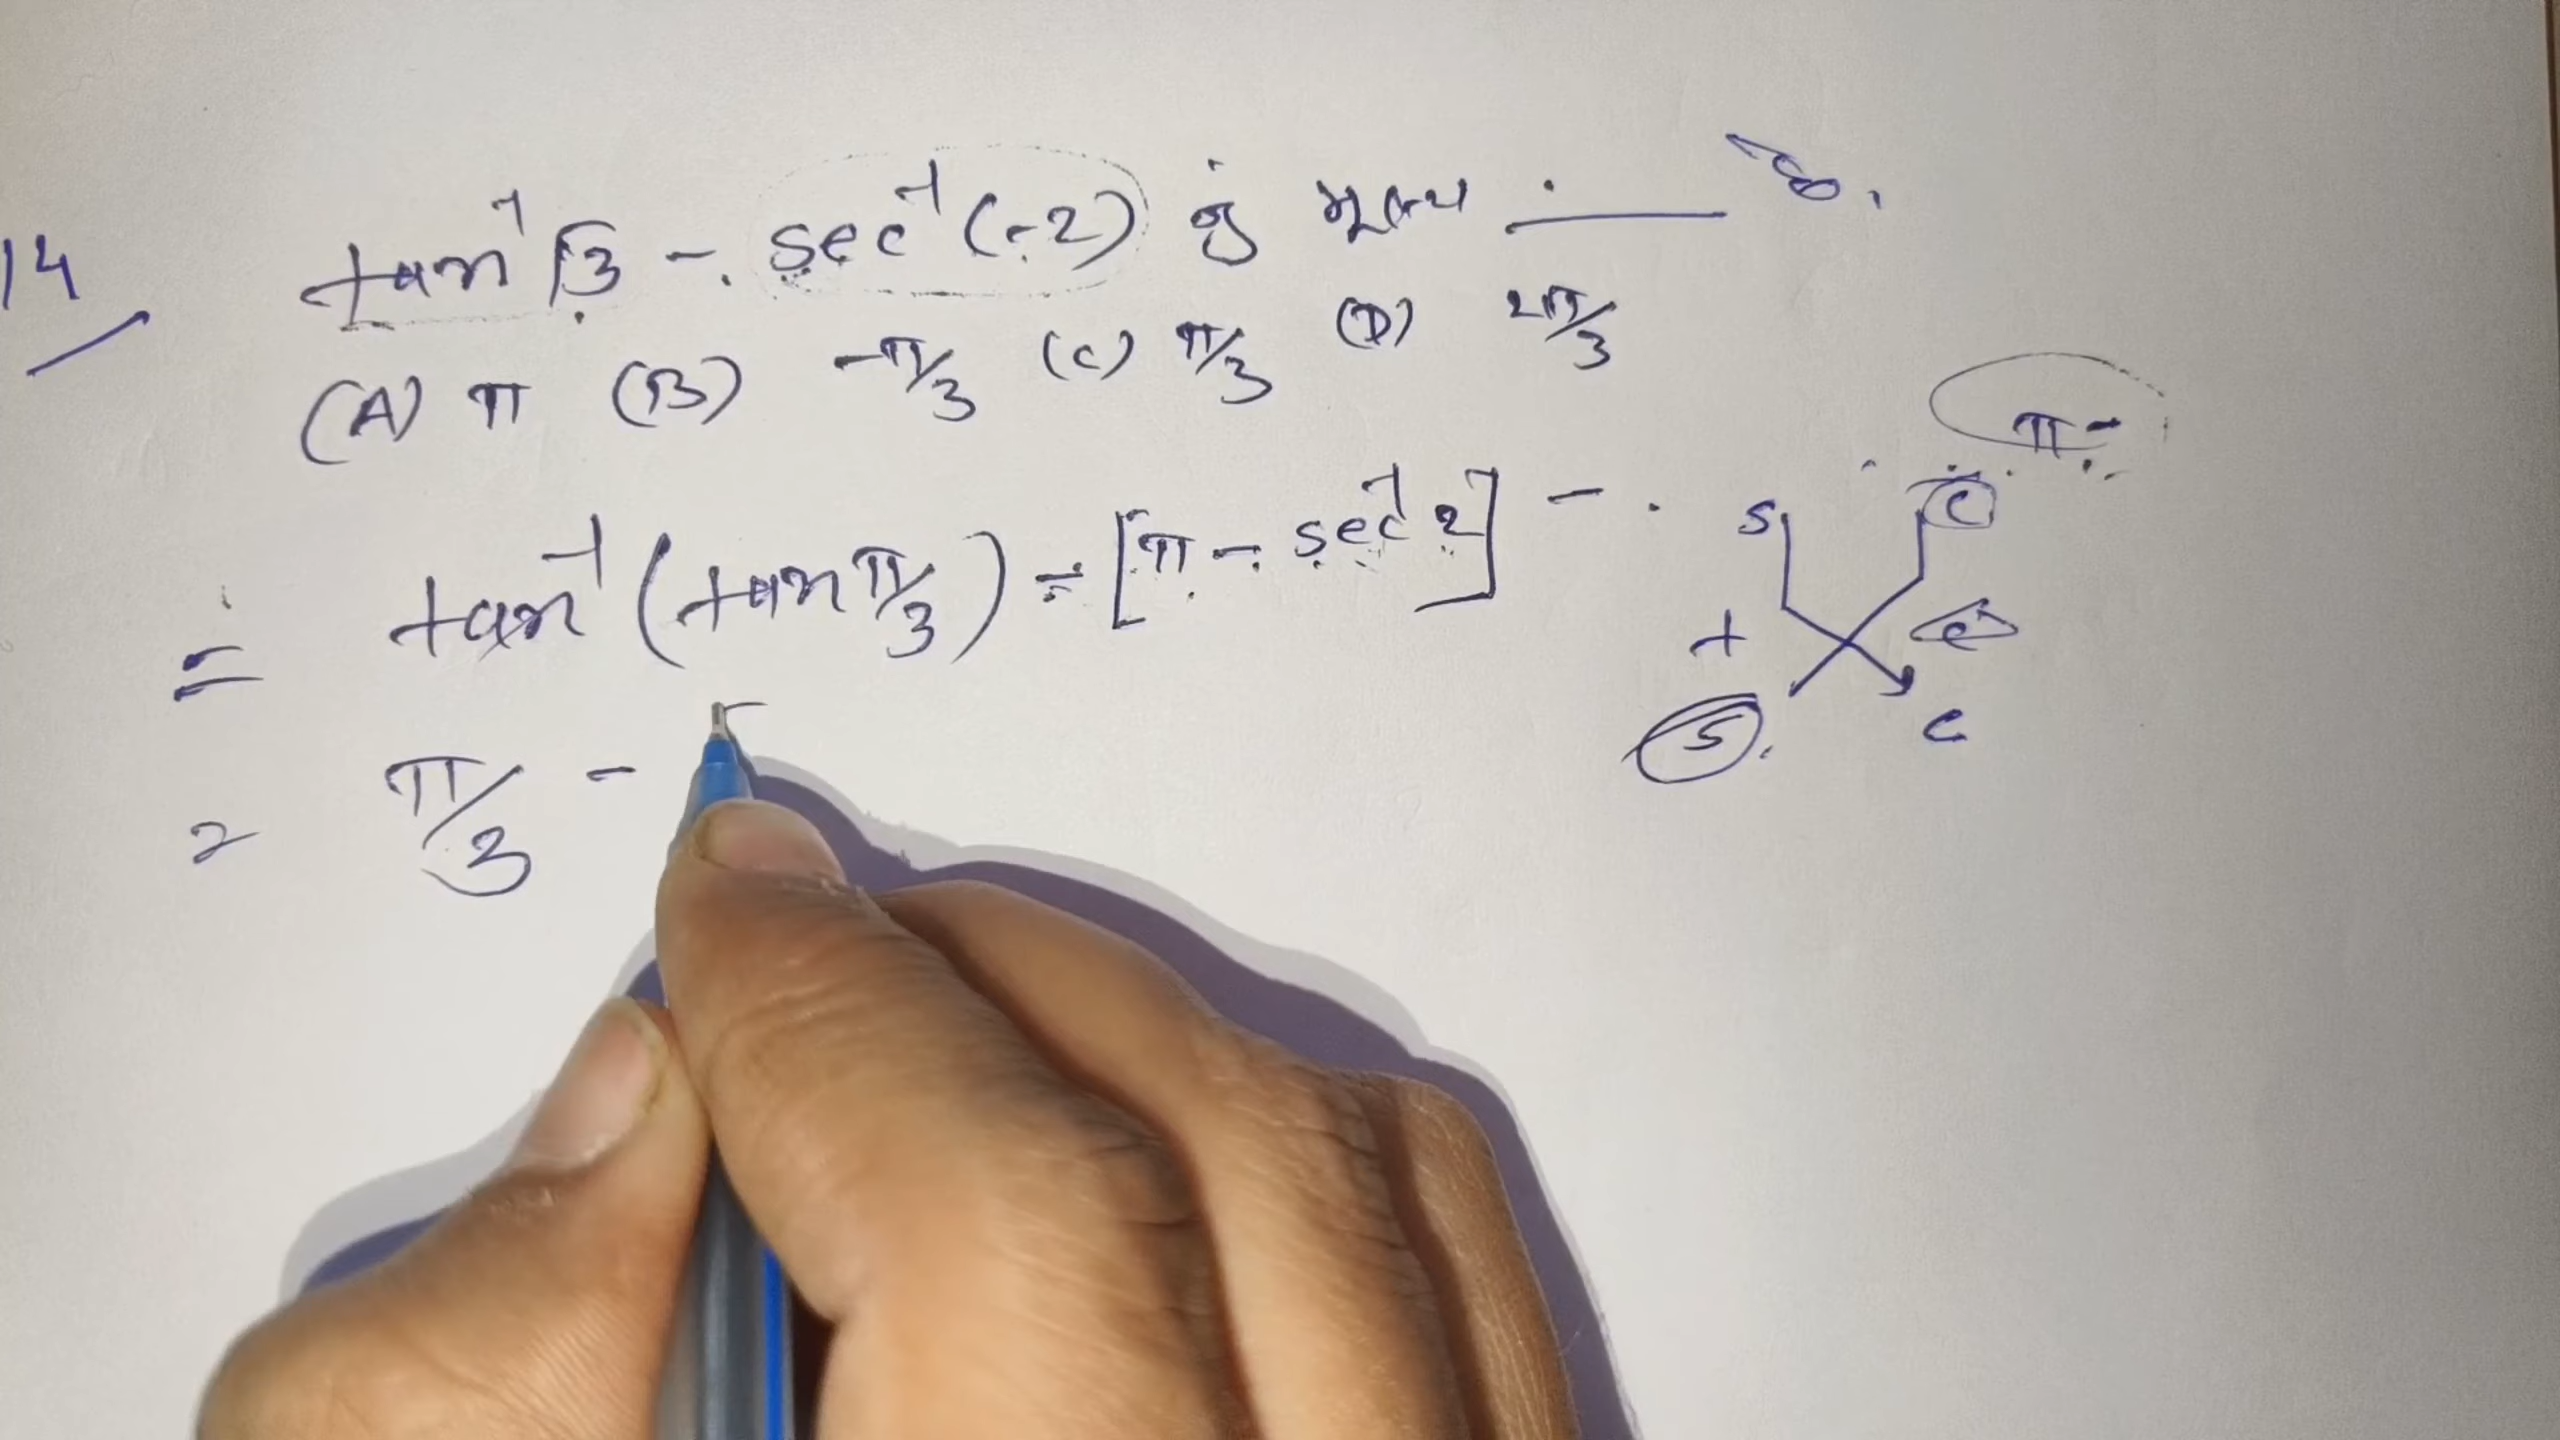 14 tan⁻¹√3 - sec⁻¹(-2) मूल्य
(A) π (B) -π/3 (C) π/3 (D) 2π/3
= tan⁻¹(tan π/3) - [π - sec⁻¹ 2] -
π -
S C
+ C
S C
= π/3 -